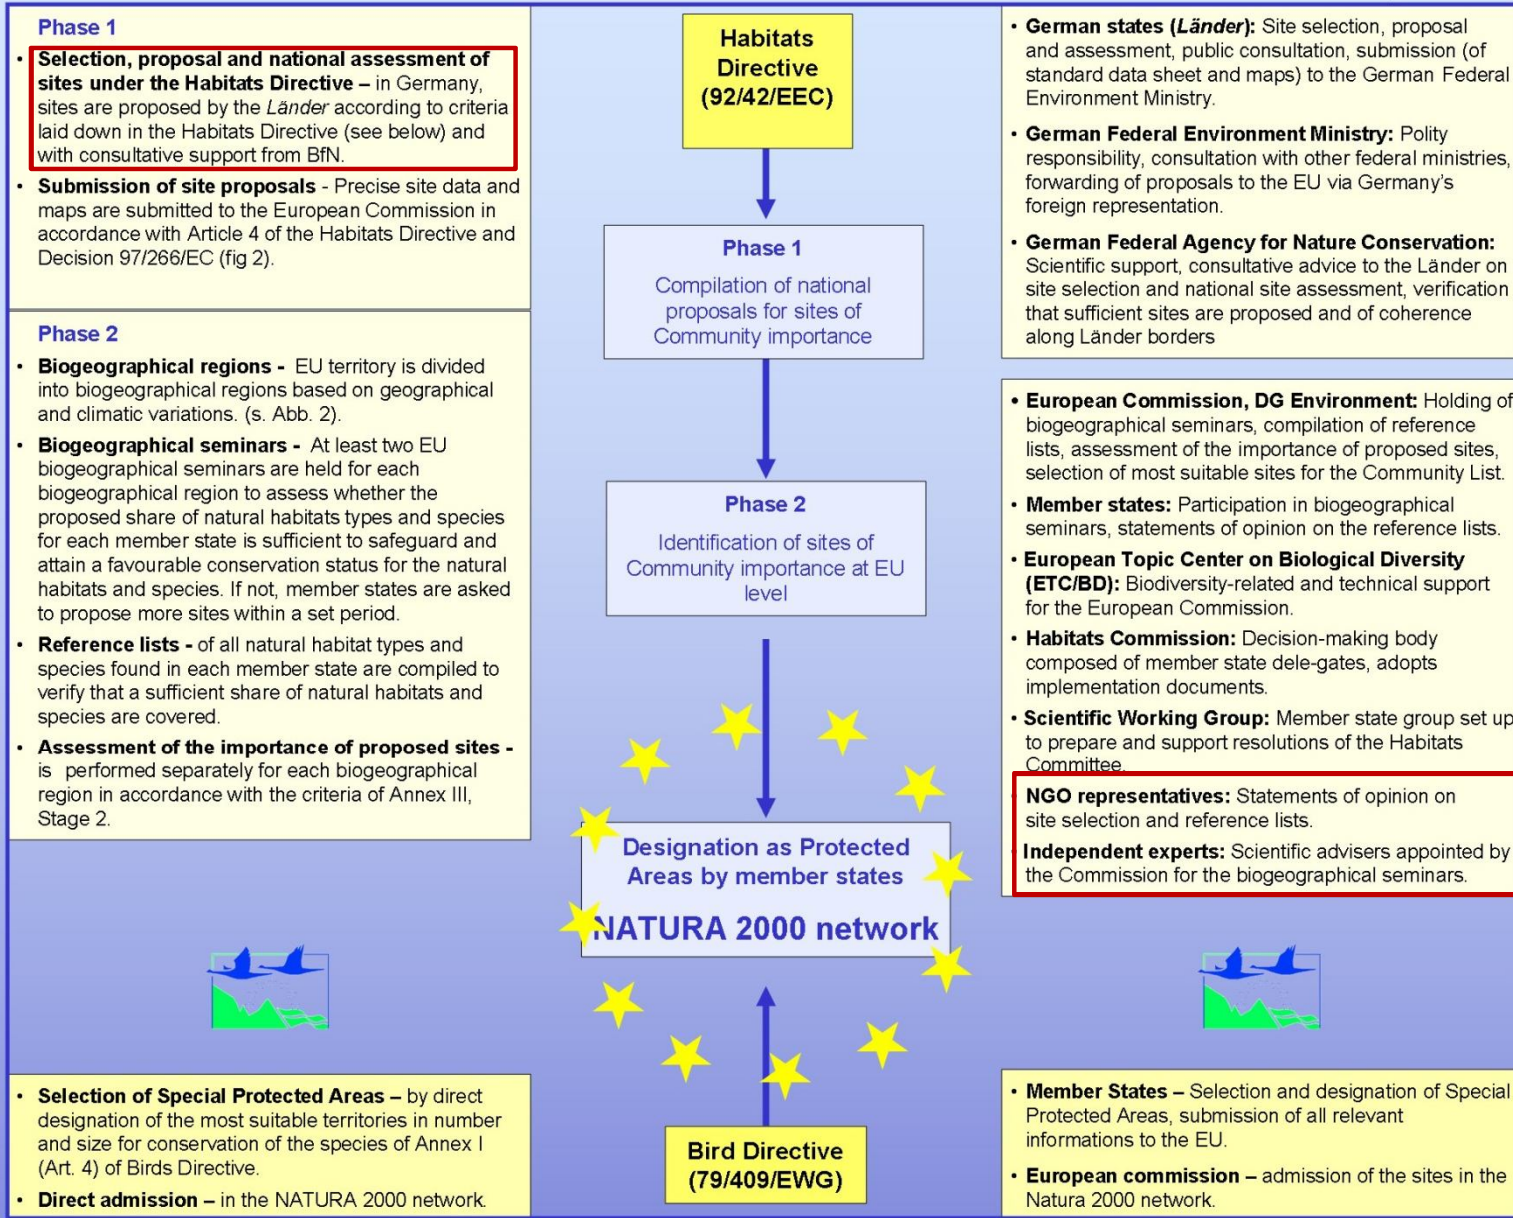 Phase 1
• Selection, proposal and national assessment of
sites under the Habitats Directive – in Germany,
sites are proposed by the Länder according to criteria
laid down in the Habitats Directive (see below) and
with consultative support from BfN.
• Submission of site proposals - Precise site data and
maps are submitted to the European Commission in
accordance with Article 4 of the Habitats Directive and
Decision 97/266/EC (fig 2).
Phase 2
• Biogeographical regions - EU territory is divided
into biogeographical regions based on geographical
and climatic variations. (s. Abb. 2).
• Biogeographical seminars - At least two EU
biogeographical seminars are held for each
biogeographical region to assess whether the
proposed share of natural habitats types and species
for each member state is sufficient to safeguard and
attain a favourable conservation status for the natural
habitats and species. If not, member states are asked
to propose more sites within a set period.
• Reference lists - of all natural habitat types and
species found in each member state are compiled to
verify that a sufficient share of natural habitats and
species are covered.
• Assessment of the importance of proposed sites -
is performed separately for each biogeographical
region in accordance with the criteria of Annex III,
Stage 2.
• Selection of Special Protected Areas – by direct
designation of the most suitable territories in number
and size for conservation of the species of Annex I
(Art. 4) of Birds Directive.
• Direct admission – in the NATURA 2000 network.
Habitats
Directive
(92/42/EEC)
Phase 1
Compilation of national
proposals for sites of
Community importance
Phase 2
Identification of sites of
Community importance at EU
level
Designation as Protected
Areas by member states
NATURA 2000 network
Bird Directive
(79/409/EWG)
• German states (Länder): Site selection, proposal
and assessment, public consultation, submission (of
standard data sheet and maps) to the German Federal
Environment Ministry.
• German Federal Environment Ministry: Polity
responsibility, consultation with other federal ministries,
forwarding of proposals to the EU via Germany's
foreign representation.
• German Federal Agency for Nature Conservation:
Scientific support, consultative advice to the Länder on
site selection and national site assessment, verification
that sufficient sites are proposed and of coherence
along Länder borders
• European Commission, DG Environment: Holding of
biogeographical seminars, compilation of reference
lists, assessment of the importance of proposed sites,
selection of most suitable sites for the Community List.
• Member states: Participation in biogeographical
seminars, statements of opinion on the reference lists.
• European Topic Center on Biological Diversity
(ETC/BD): Biodiversity-related and technical support
for the European Commission.
• Habitats Commission: Decision-making body
composed of member state dele-gates, adopts
implementation documents.
• Scientific Working Group: Member state group set up
to prepare and support resolutions of the Habitats
Committee.
• NGO representatives: Statements of opinion on
site selection and reference lists.
• Independent experts: Scientific advisers appointed by
the Commission for the biogeographical seminars.
• Member States – Selection and designation of Special
Protected Areas, submission of all relevant
informations to the EU.
• European commission – admission of the sites in the
Natura 2000 network.